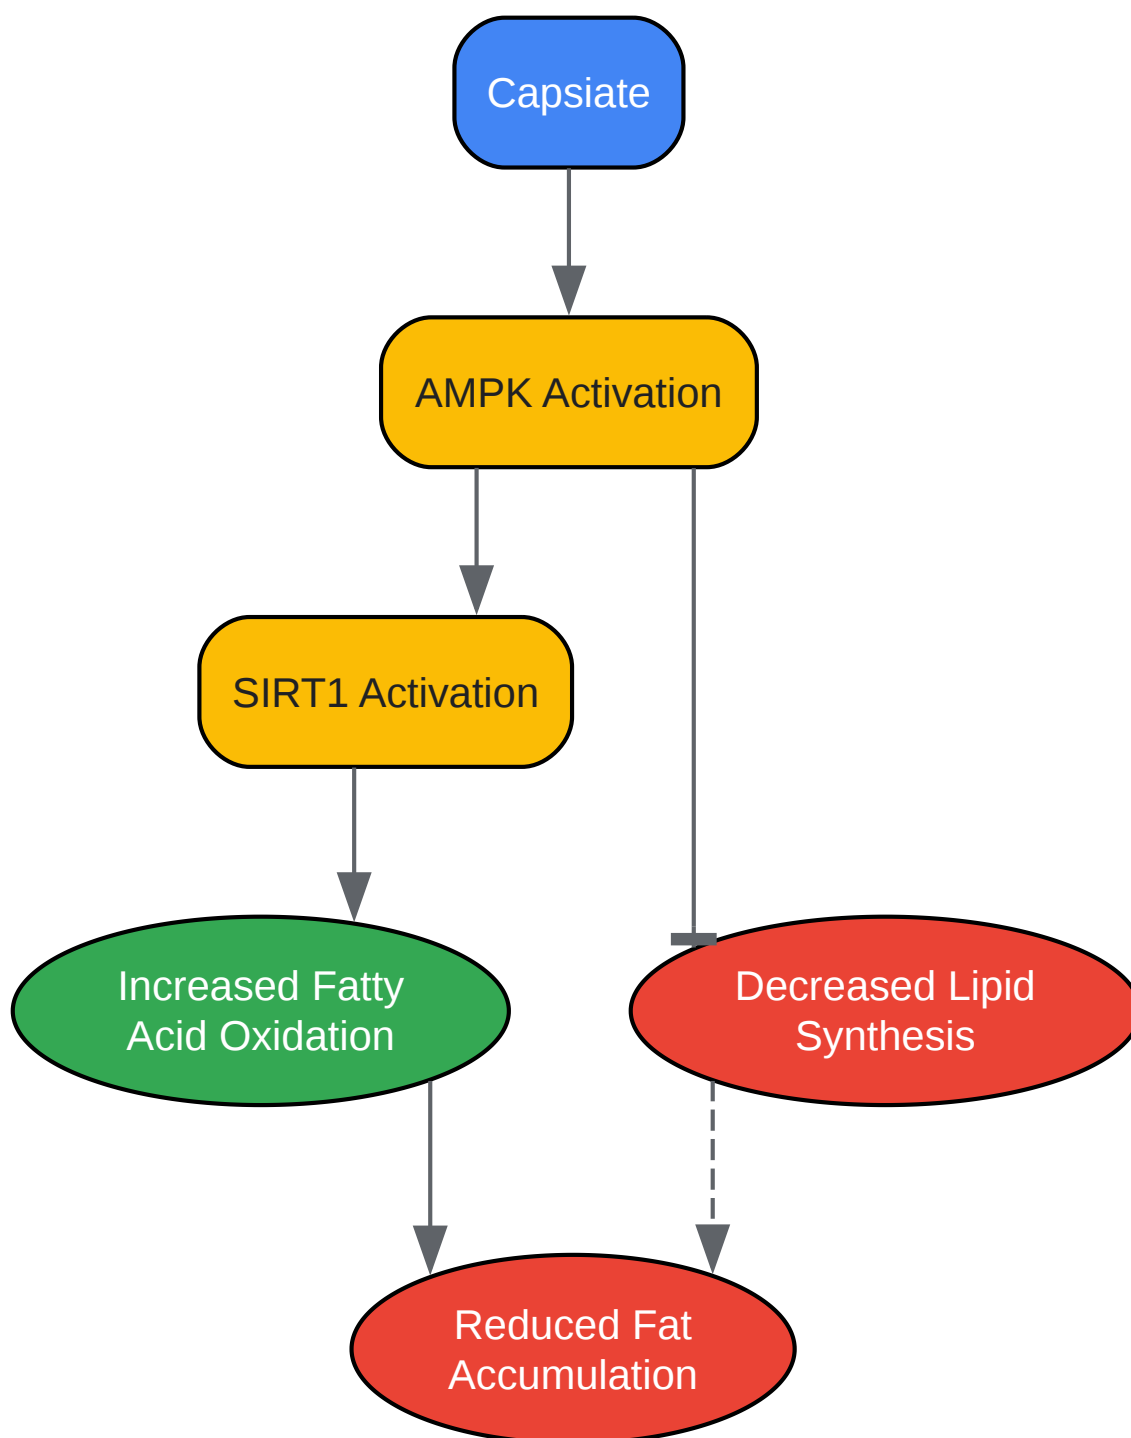 Capsiate
AMPK Activation
SIRT1 Activation
Increased Fatty
Acid Oxidation
Decreased Lipid
Synthesis
Reduced Fat
Accumulation